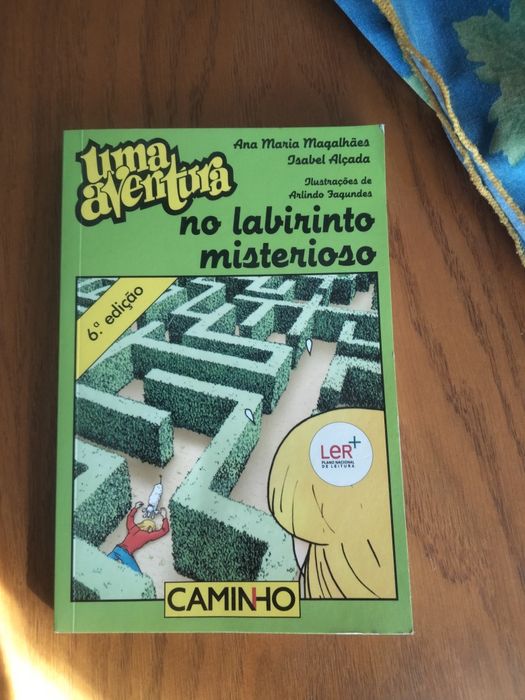 uma
aventura
Ana Maria Magalhães
Isabel Alçada
Ilustrações de
Arlindo Fagundes
no labirinto
misterioso
6.ª edição
LER+
PLANO NACIONAL
DE LEITURA
CAMINHO